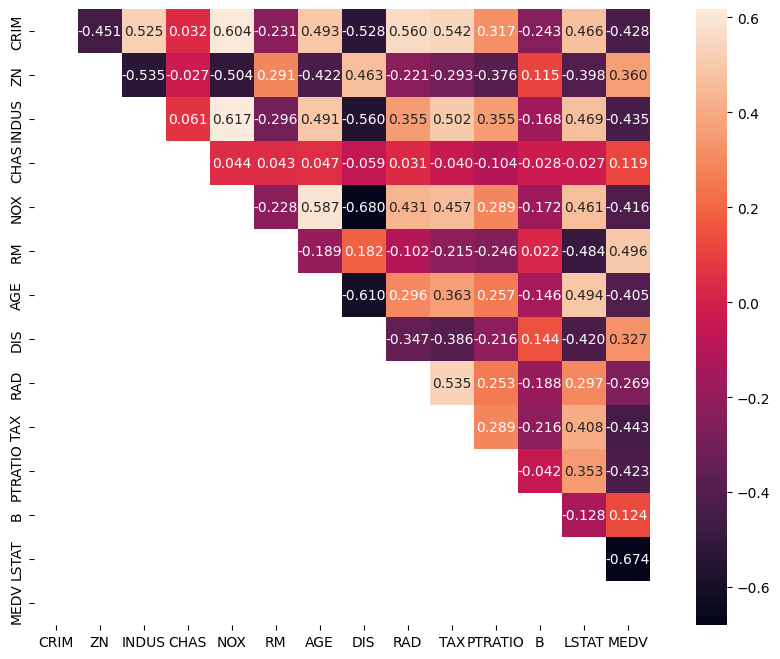 CRIM -0.451 0.525 0.032 0.604 -0.231 0.493 -0.528 0.560 0.542 0.317 -0.243 0.466 -0.428
ZN -0.535 -0.027 -0.504 0.291 -0.422 0.463 -0.221 -0.293 -0.376 0.115 -0.398 0.360
INDUS 0.061 0.617 -0.296 0.491 -0.560 0.355 0.502 0.355 -0.168 0.469 -0.435
CHAS 0.044 0.043 0.047 -0.059 0.031 -0.040 -0.104 -0.028 -0.027 0.119
NOX -0.228 0.587 -0.680 0.431 0.457 0.289 -0.172 0.461 -0.416
RM -0.189 0.182 -0.102 -0.215 -0.246 0.022 -0.484 0.496
AGE -0.610 0.296 0.363 0.257 -0.146 0.494 -0.405
DIS -0.347 -0.386 -0.216 0.144 -0.420 0.327
RAD 0.535 0.253 -0.188 0.297 -0.269
TAX 0.289 -0.216 0.408 -0.443
PTRATIO -0.042 0.353 -0.423
B -0.128 0.124
LSTAT -0.674
MEDV
CRIM ZN INDUS CHAS NOX RM AGE DIS RAD TAX PTRATIO B LSTAT MEDV
0.6
0.4
0.2
0.0
−0.2
−0.4
−0.6